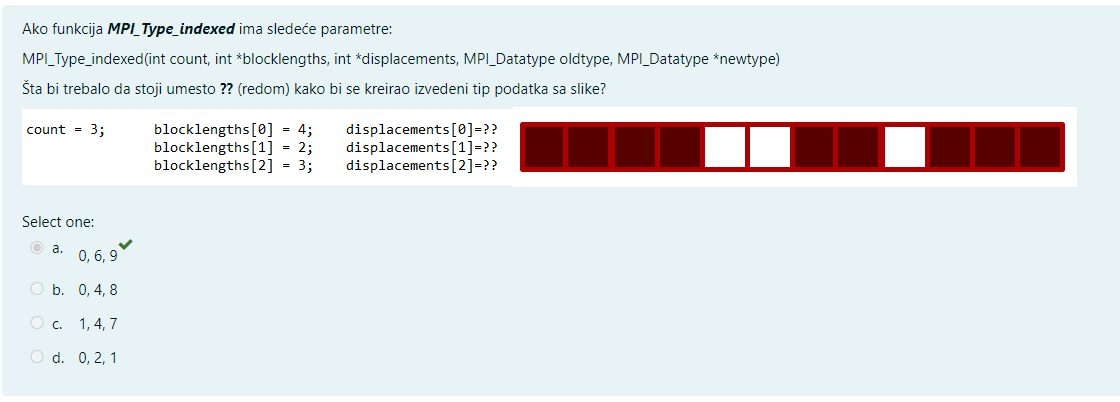 Ako funkcija MPI_Type_indexed ima sledeće parametre:
MPI_Type_indexed(int count, int *blocklengths, int *displacements, MPI_Datatype oldtype, MPI_Datatype *newtype)
Šta bi trebalo da stoji umesto ?? (redom) kako bi se kreirao izvedeni tip podatka sa slike?
count = 3; blocklengths[0] = 4; displacements[0]=??
blocklengths[1] = 2; displacements[1]=??
blocklengths[2] = 3; displacements[2]=??
Select one:
a. 0, 6, 9
b. 0, 4, 8
c. 1, 4, 7
d. 0, 2, 1